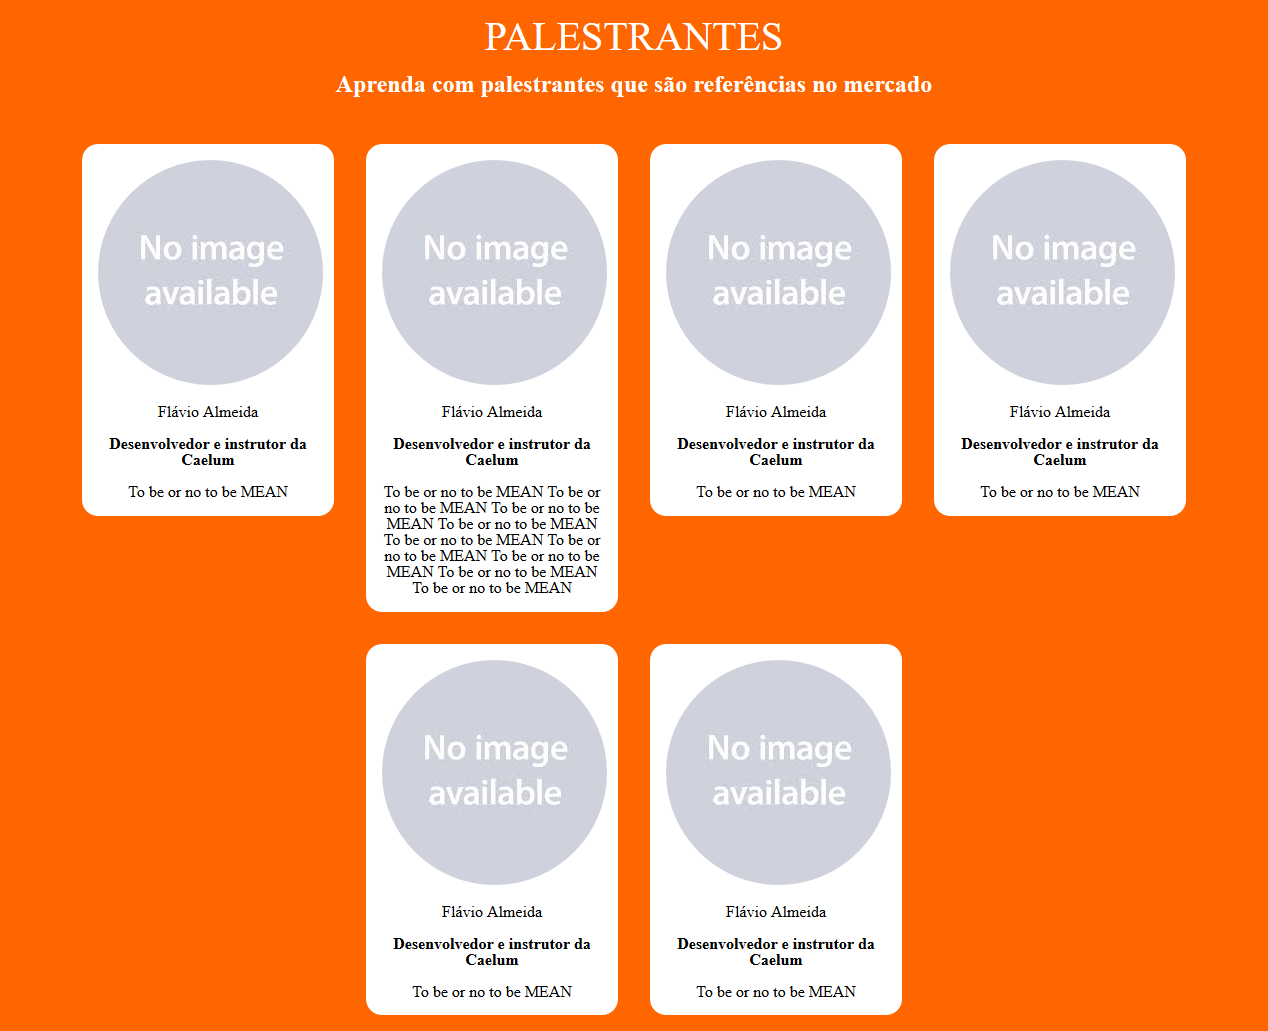 PALESTRANTES
Aprenda com palestrantes que são referências no mercado
No image
available
Flávio Almeida
Desenvolvedor e instrutor da
Caelum
To be or no to be MEAN
No image
available
Flávio Almeida
Desenvolvedor e instrutor da
Caelum
To be or no to be MEAN To be or
no to be MEAN To be or no to be
MEAN To be or no to be MEAN
To be or no to be MEAN To be or
no to be MEAN To be or no to be
MEAN To be or no to be MEAN
To be or no to be MEAN
No image
available
Flávio Almeida
Desenvolvedor e instrutor da
Caelum
To be or no to be MEAN
No image
available
Flávio Almeida
Desenvolvedor e instrutor da
Caelum
To be or no to be MEAN
No image
available
Flávio Almeida
Desenvolvedor e instrutor da
Caelum
To be or no to be MEAN
No image
available
Flávio Almeida
Desenvolvedor e instrutor da
Caelum
To be or no to be MEAN